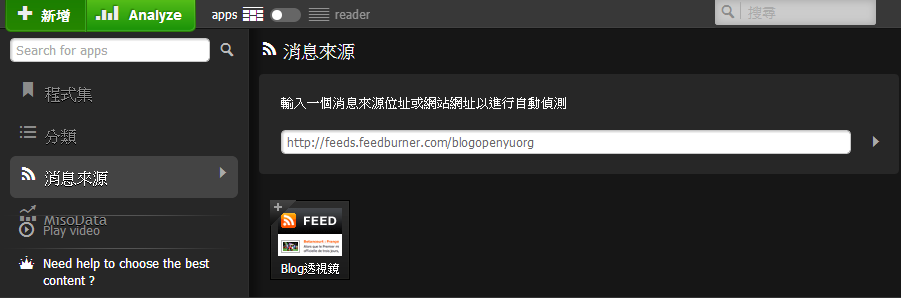 新增
Analyze
apps
reader
搜尋
Search for apps
程式集
分類
消息來源
MisoData
Play video
Need help to choose the best
content ?
消息來源
輸入一個消息來源位址或網站網址以進行自動偵測
http://feeds.feedburner.com/blogopenyuorg
FEED
Blog透視鏡